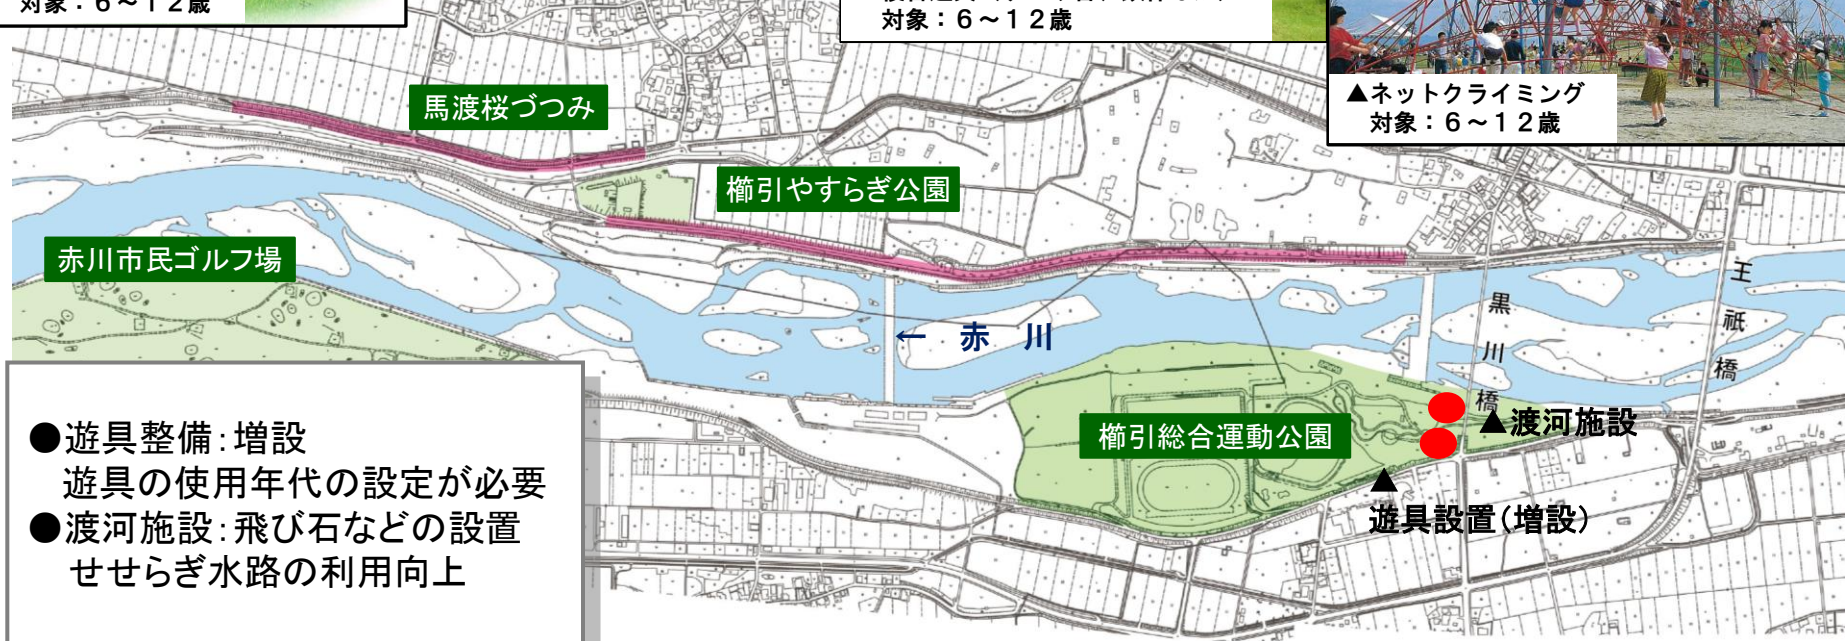 対象：６～１２歳
対象：６～１２歳
▲ネットクライミング
対象：６～１２歳
馬渡桜づつみ
櫛引やすらぎ公園
赤川市民ゴルフ場
← 赤 川
黒川橋
王祇橋
櫛引総合運動公園
▲渡河施設
▲
遊具設置（増設）
●遊具整備：増設
遊具の使用年代の設定が必要
●渡河施設：飛び石などの設置
せせらぎ水路の利用向上